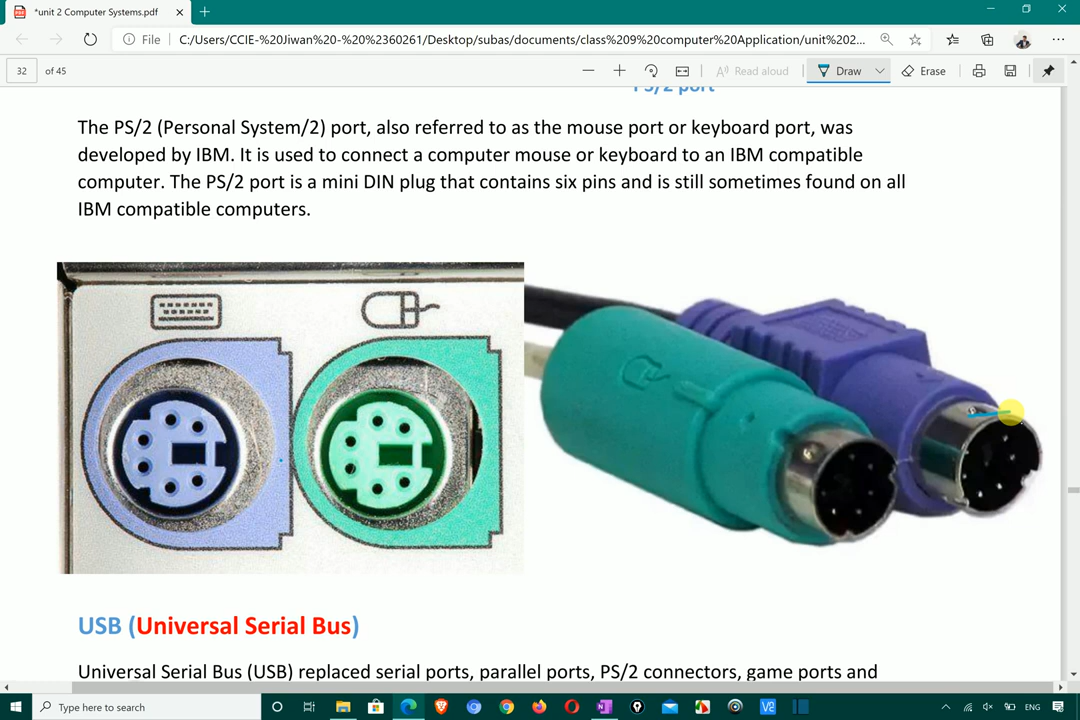 *unit 2 Computer Systems.pdf
File
C:/Users/CCIE-%20Jiwan%20-%20%2360261/Desktop/subas/documents/class%209%20computer%20Application/unit%202...
32 of 45
Read aloud
Draw
Erase
PS/2 port
The PS/2 (Personal System/2) port, also referred to as the mouse port or keyboard port, was
developed by IBM. It is used to connect a computer mouse or keyboard to an IBM compatible
computer. The PS/2 port is a mini DIN plug that contains six pins and is still sometimes found on all
IBM compatible computers.
USB (Universal Serial Bus)
Universal Serial Bus (USB) replaced serial ports, parallel ports, PS/2 connectors, game ports and
Type here to search
ENG